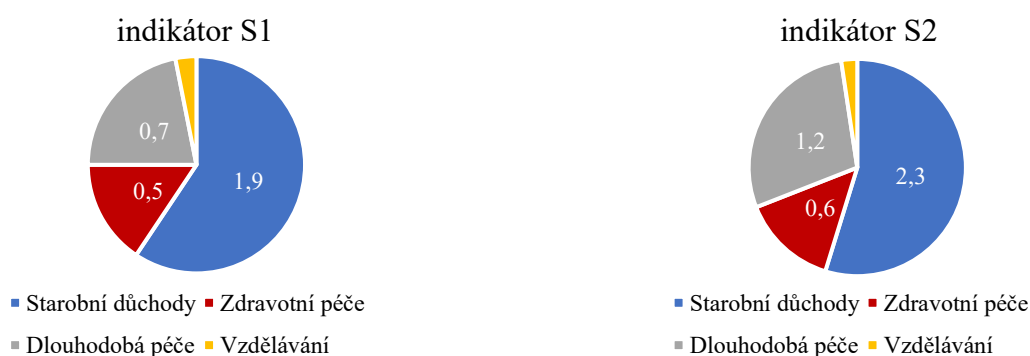 indikátor S1
0,7
0,5
1,9
Starobní důchody Zdravotní péče
Dlouhodobá péče Vzdělávání
indikátor S2
1,2
0,6
2,3
Starobní důchody Zdravotní péče
Dlouhodobá péče Vzdělávání